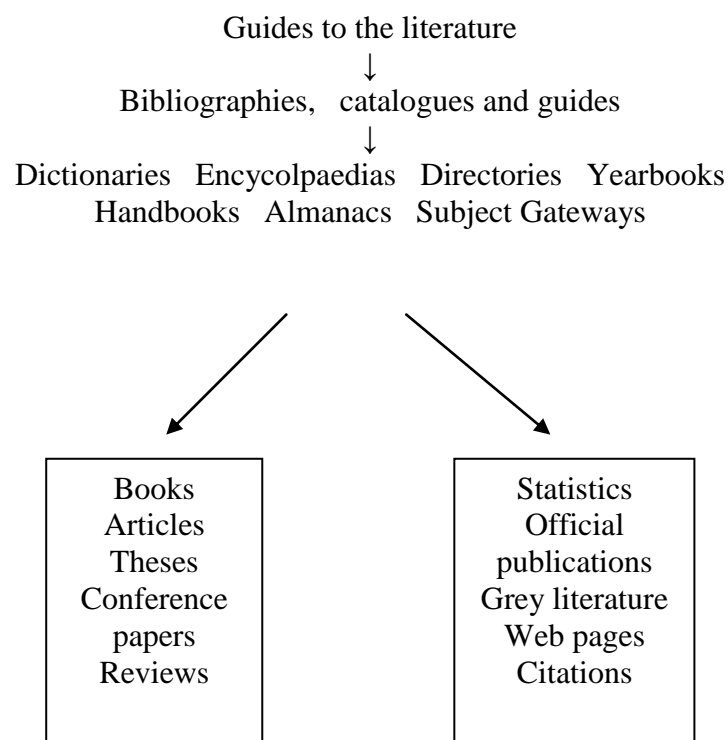 Guides to the literature
↓
Bibliographies, catalogues and guides
↓
Dictionaries Encycolpaedias Directories Yearbooks
Handbooks Almanacs Subject Gateways
Books
Articles
Theses
Conference
papers
Reviews
Statistics
Official
publications
Grey literature
Web pages
Citations